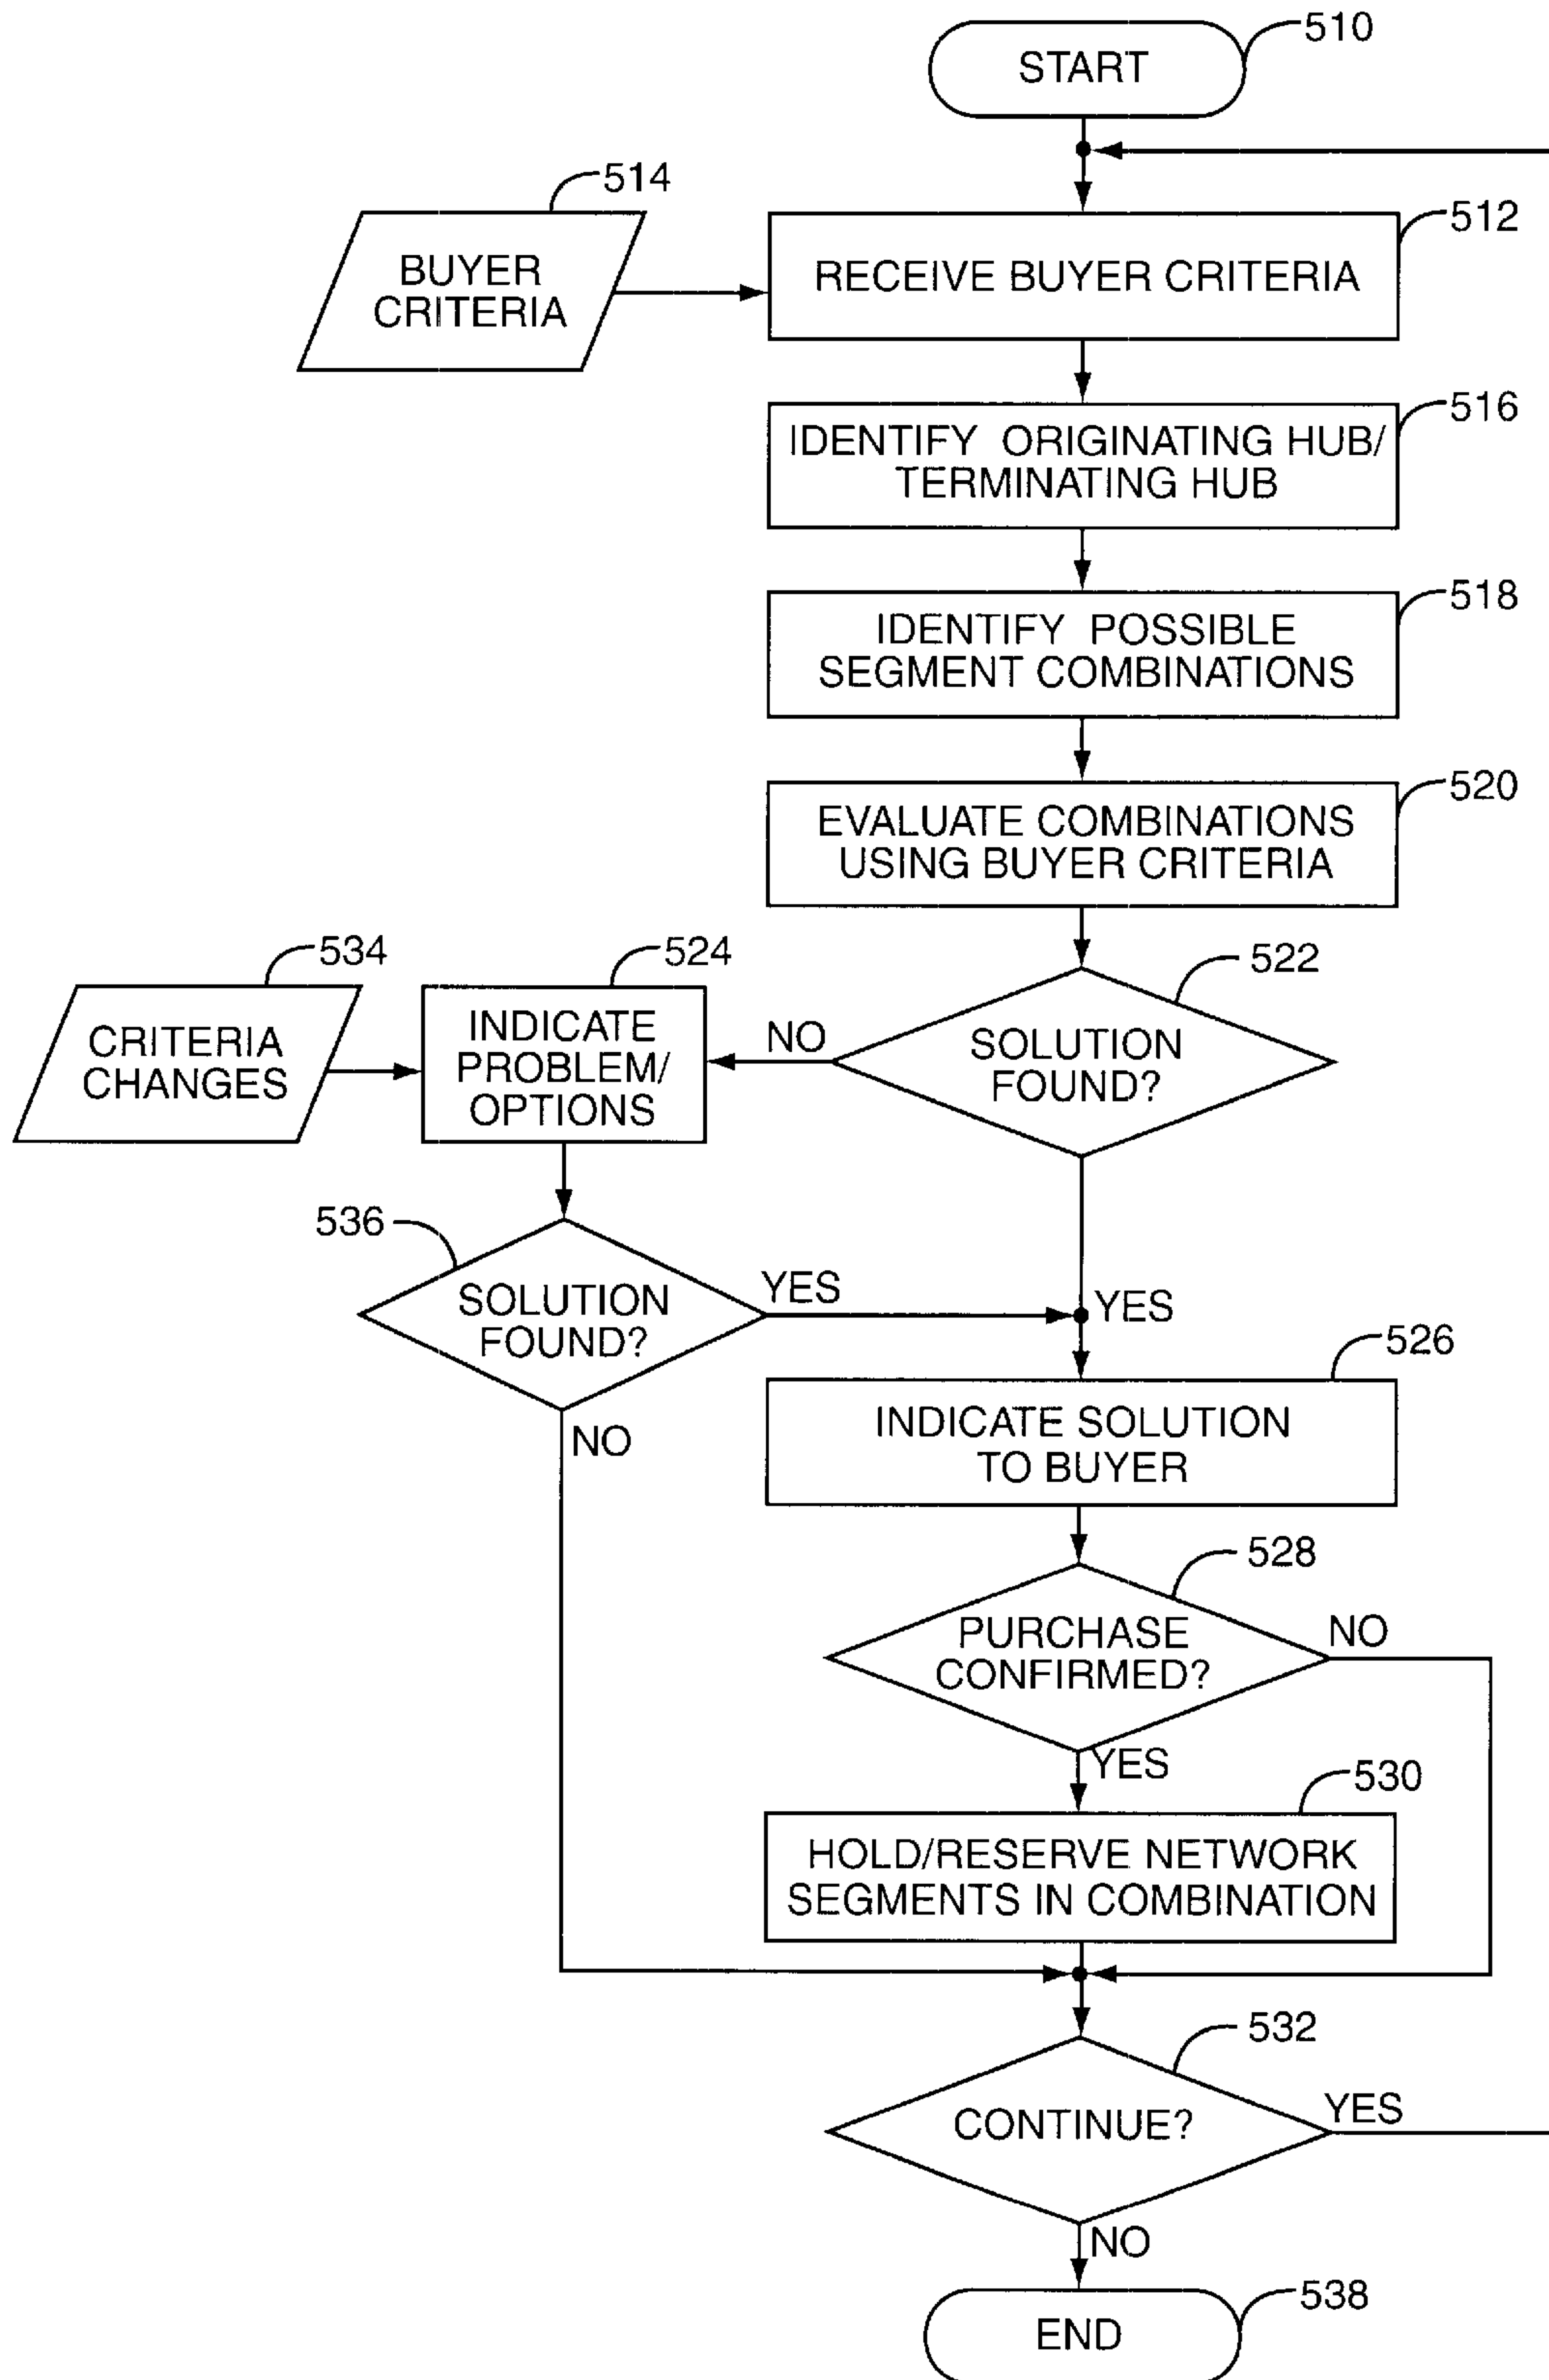 510
START
514
512
BUYER
CRITERIA
RECEIVE BUYER CRITERIA
516
IDENTIFY ORIGINATING HUB/
TERMINATING HUB
518
IDENTIFY POSSIBLE
SEGMENT COMBINATIONS
520
EVALUATE COMBINATIONS
USING BUYER CRITERIA
534
524
522
CRITERIA
CHANGES
INDICATE
PROBLEM/
OPTIONS
NO
SOLUTION
FOUND?
536
SOLUTION
FOUND?
YES
YES
NO
526
INDICATE SOLUTION
TO BUYER
528
PURCHASE
CONFIRMED?
NO
YES
530
HOLD/RESERVE NETWORK
SEGMENTS IN COMBINATION
532
CONTINUE?
YES
NO
538
END